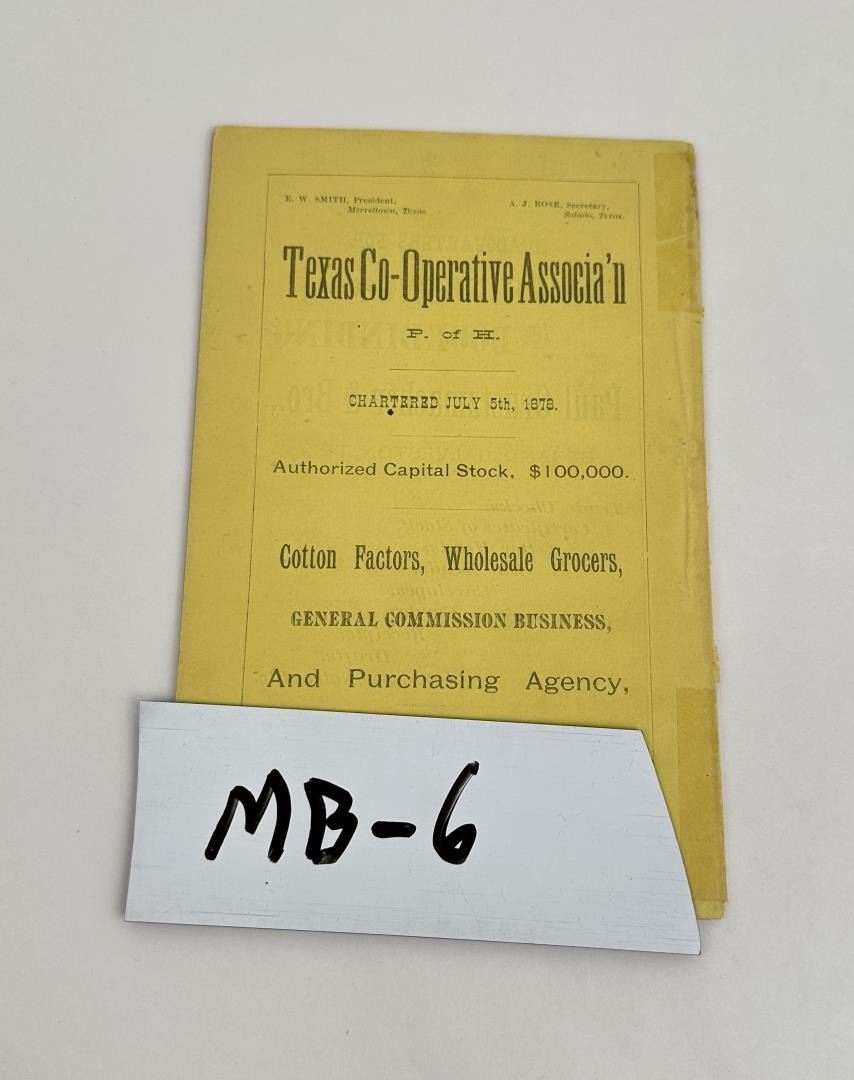 R. W. SMITH, President, A. J. ROSE, Secretary,
Merrelltown, Texas. Salado, Texas.
Texas Co-Operative Associa'n
P. of H.
CHARTERED JULY 5th, 1878.
Authorized Capital Stock, $100,000.
Cotton Factors, Wholesale Grocers,
GENERAL COMMISSION BUSINESS,
And Purchasing Agency,
MB-6